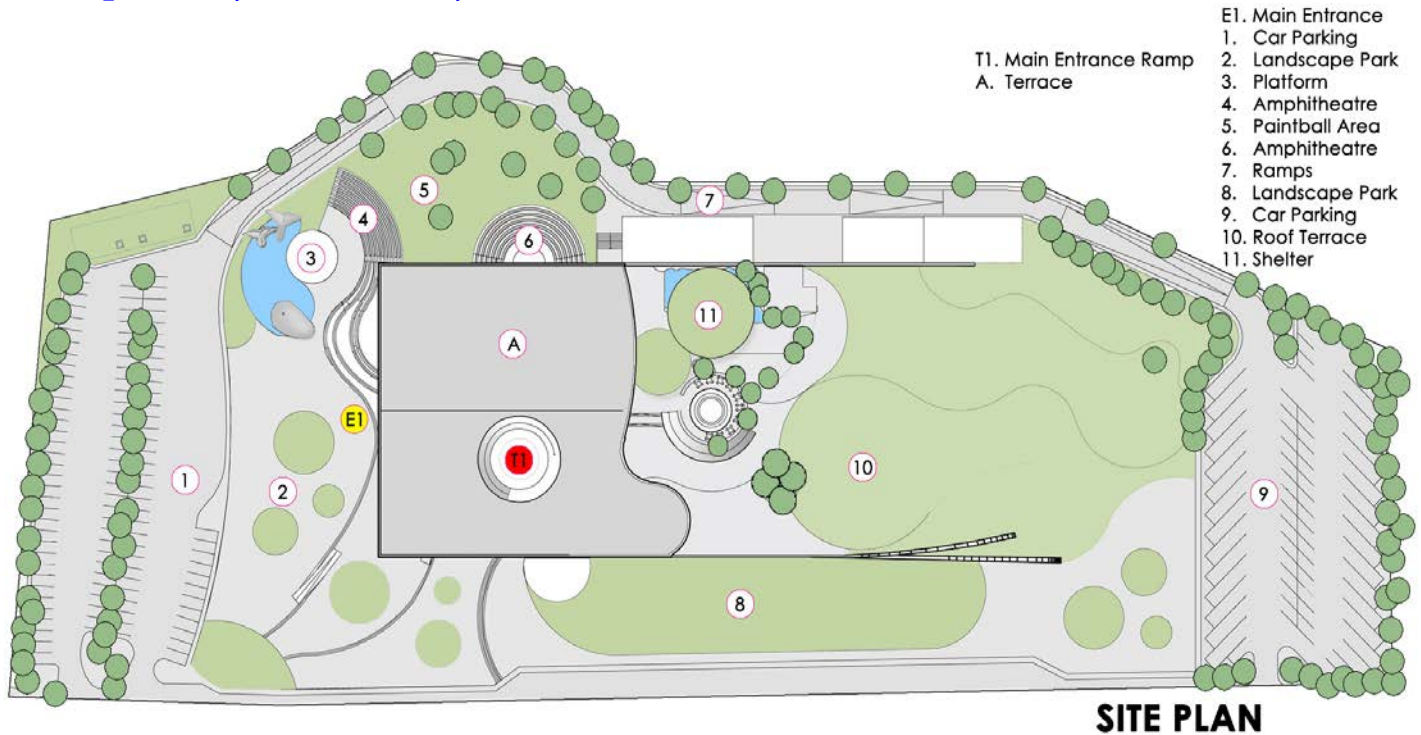 E1. Main Entrance
1. Car Parking
2. Landscape Park
3. Platform
4. Amphitheatre
5. Paintball Area
6. Amphitheatre
7. Ramps
8. Landscape Park
9. Car Parking
10. Roof Terrace
11. Shelter
T1. Main Entrance Ramp
A. Terrace
5
4
7
6
3
11
A
E1
T1
10
1
2
9
8
SITE PLAN